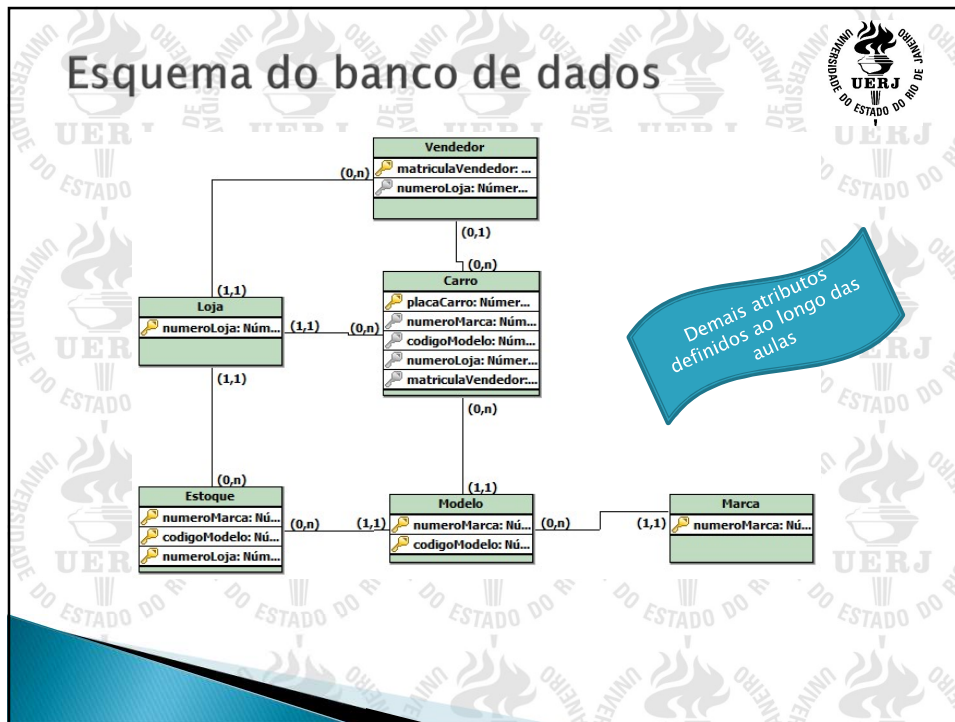 Esquema do banco de dados
UNIVERSIDADE DO ESTADO DO RIO DE JANEIRO
UERJ
Vendedor
(0,n)
matriculaVendedor: ...
numeroLoja: Númer...
(0,1)
(0,n)
Carro
placaCarro: Númer...
numeroMarca: Núm...
codigoModelo: Núm...
numeroLoja: Númer...
matriculaVendedor:...
(1,1)
Loja
numeroLoja: Núm...
(1,1)
(0,n)
(1,1)
(0,n)
Demais atributos
definidos ao longo das
aulas
(0,n)
Estoque
numeroMarca: Nú...
codigoModelo: Nú...
numeroLoja: Núm...
(0,n)
(1,1)
(1,1)
Modelo
numeroMarca: Nú...
codigoModelo: Nú...
(0,n)
(1,1)
Marca
numeroMarca: Nú...